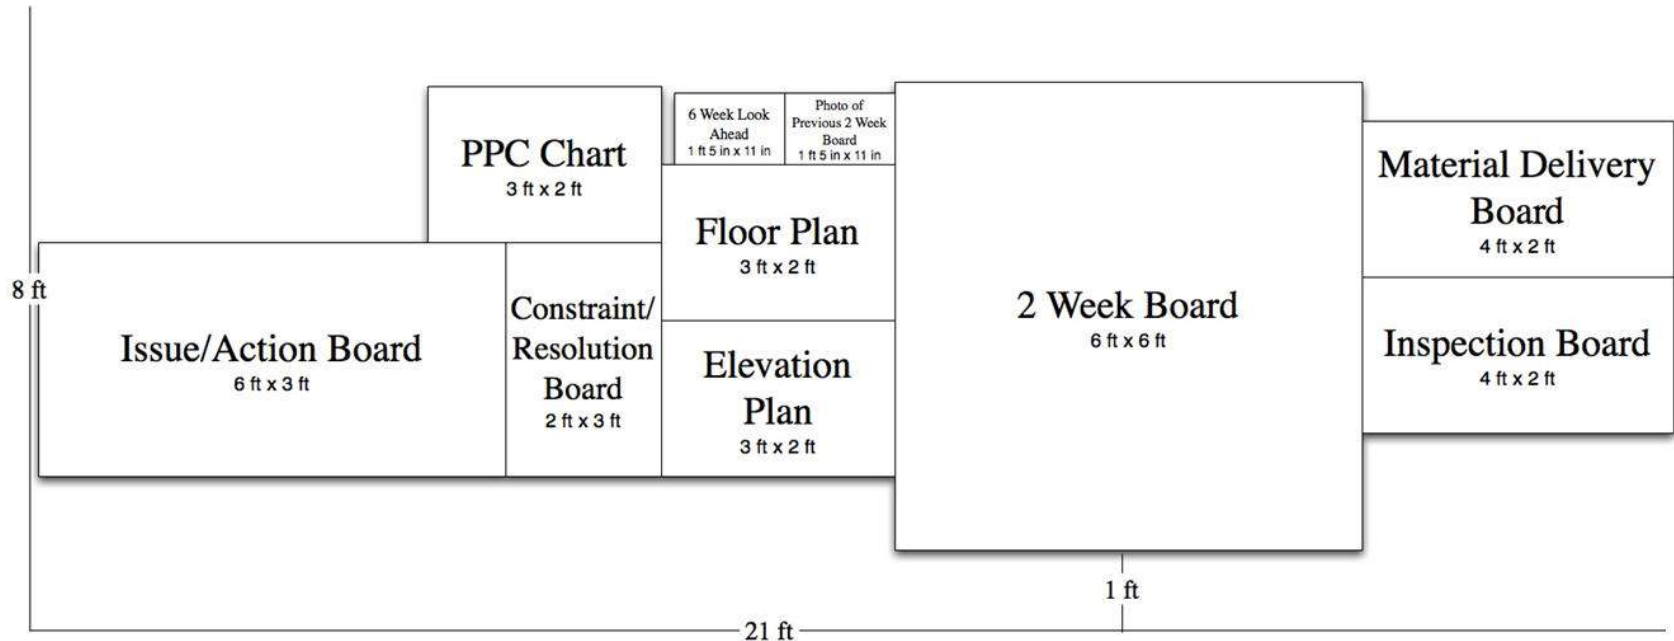 PPC Chart
3 ft x 2 ft
6 Week Look
Ahead
1 ft 5 in x 11 in
Photo of
Previous 2 Week
Board
1 ft 5 in x 11 in
Floor Plan
3 ft x 2 ft
8 ft
Issue/Action Board
6 ft x 3 ft
Constraint/
Resolution
Board
2 ft x 3 ft
Elevation
Plan
3 ft x 2 ft
2 Week Board
6 ft x 6 ft
Material Delivery
Board
4 ft x 2 ft
Inspection Board
4 ft x 2 ft
1 ft
21 ft